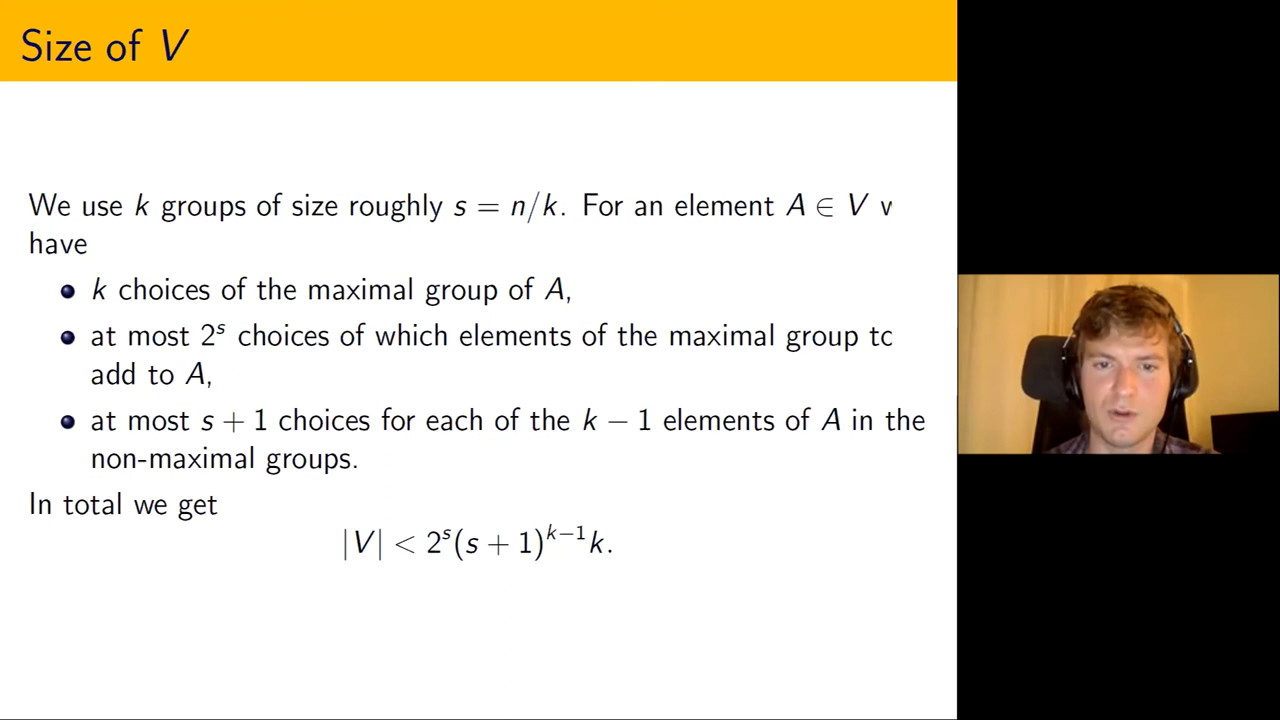 Size of V
We use k groups of size roughly s = n/k. For an element A ∈ V
have
k choices of the maximal group of A,
at most 2^s choices of which elements of the maximal group to
add to A,
at most s + 1 choices for each of the k − 1 elements of A in the
non-maximal groups.
In total we get
|V| < 2^s(s + 1)^{k−1}k.